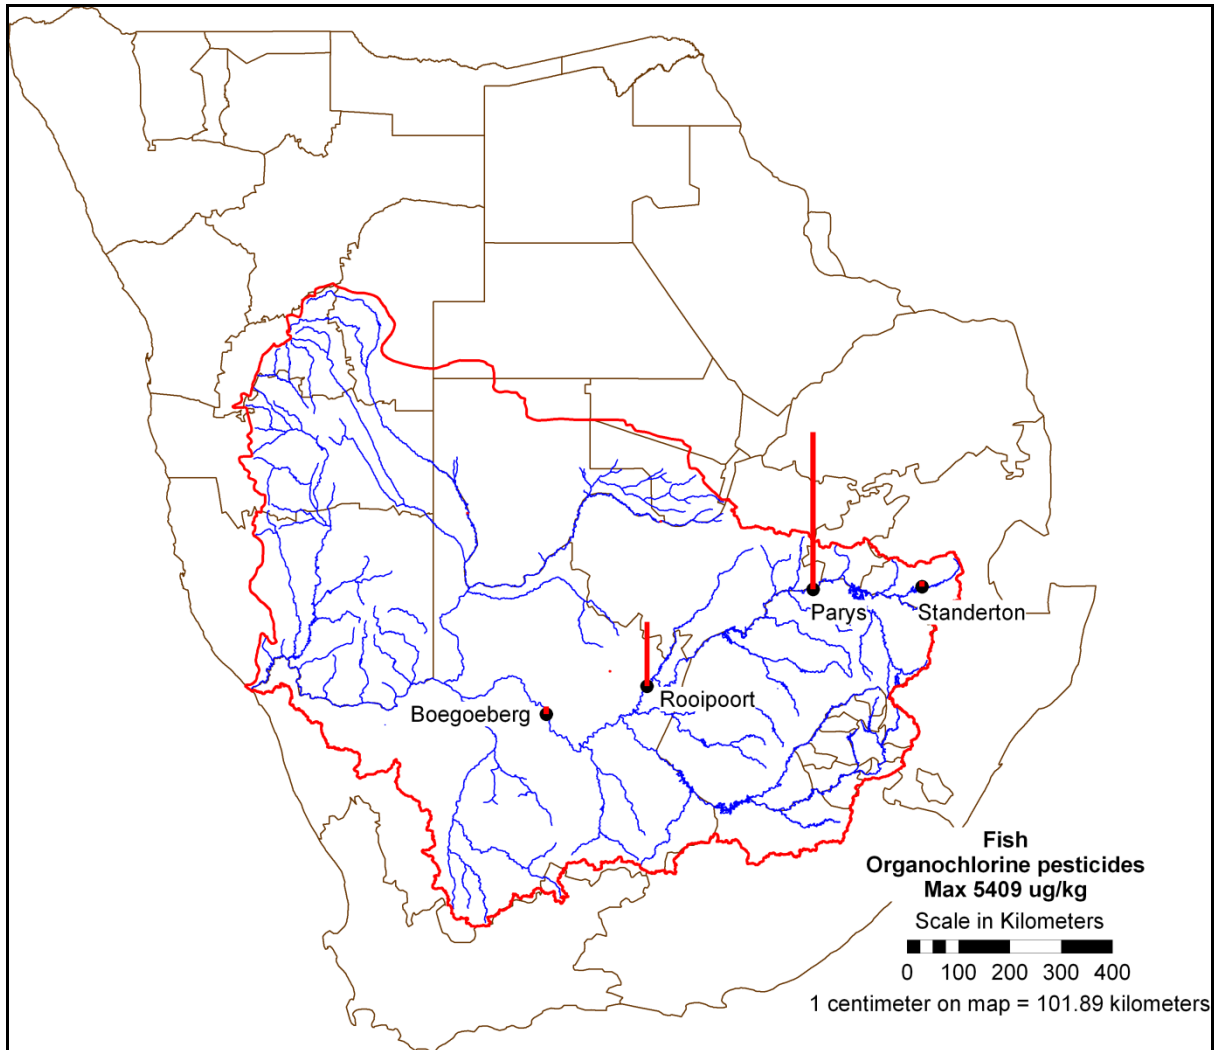 Parys
Standerton
Rooipoort
Boegoeberg
Fish
Organochlorine pesticides
Max 5409 ug/kg
Scale in Kilometers
0 100 200 300 400
1 centimeter on map = 101.89 kilometers